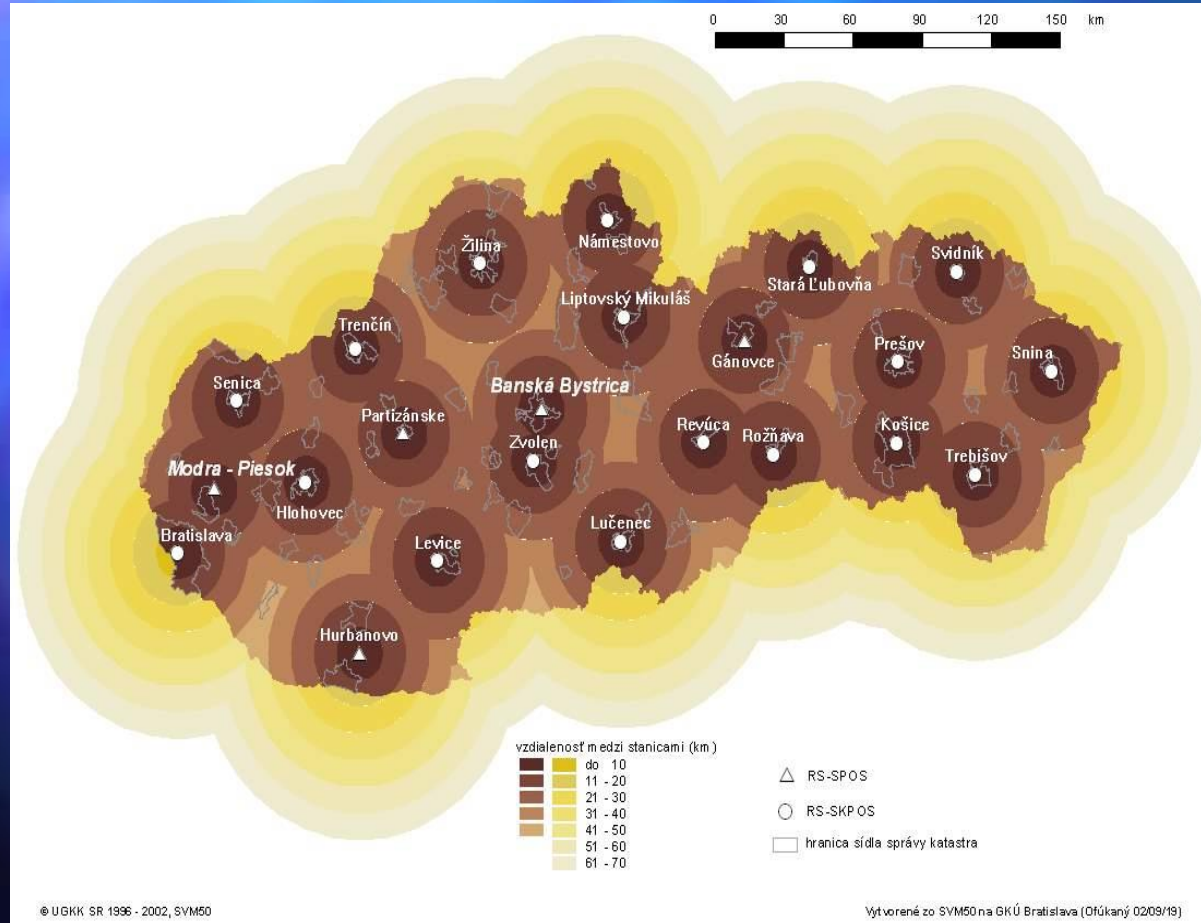 0 30 60 90 120 150 km
Námestovo
Žilina
Svidník
Stará Ľubovňa
Liptovský Mikuláš
Trenčín
Gánovce
Prešov
Snina
Senica
Banská Bystrica
Partizánske
Revúca
Rožňava
Košice
Zvolen
Trebišov
Modra - Piesok
Hlohovec
Lučenec
Bratislava
Levice
Hurbanovo
vzdialenosť medzi stanicami (km)
do 10
11 - 20
21 - 30
31 - 40
41 - 50
51 - 60
61 - 70
RS-SPOS
RS-SKPOS
hranica sídla správy katastra
© UGKK SR 1996 - 2002, SVM50
Vytvorené zo SVM50 na GKÚ Bratislava (Ofúkaný 02/09/19)